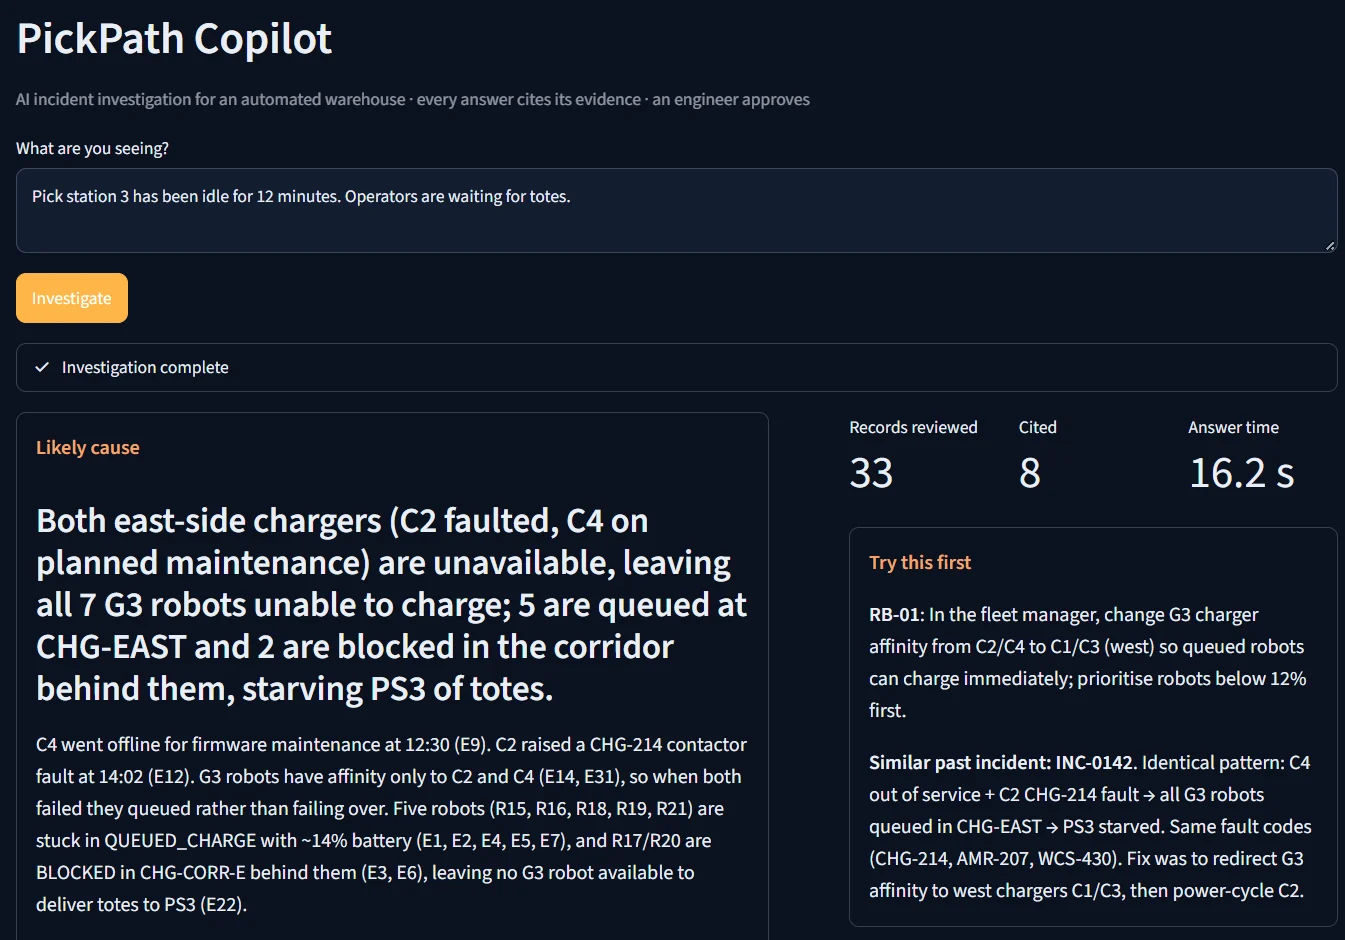 PickPath Copilot
AI incident investigation for an automated warehouse · every answer cites its evidence · an engineer approves
What are you seeing?
Pick station 3 has been idle for 12 minutes. Operators are waiting for totes.
Investigate
Investigation complete
Likely cause
Both east-side chargers (C2 faulted, C4 on
planned maintenance) are unavailable, leaving
all 7 G3 robots unable to charge; 5 are queued at
CHG-EAST and 2 are blocked in the corridor
behind them, starving PS3 of totes.
C4 went offline for firmware maintenance at 12:30 (E9). C2 raised a CHG-214 contactor
fault at 14:02 (E12). G3 robots have affinity only to C2 and C4 (E14, E31), so when both
failed they queued rather than failing over. Five robots (R15, R16, R18, R19, R21) are
stuck in QUEUED_CHARGE with ~14% battery (E1, E2, E4, E5, E7), and R17/R20 are
BLOCKED in CHG-CORR-E behind them (E3, E6), leaving no G3 robot available to
deliver totes to PS3 (E22).
Records reviewed
33
Cited
8
Answer time
16.2 s
Try this first
RB-01: In the fleet manager, change G3 charger
affinity from C2/C4 to C1/C3 (west) so queued robots
can charge immediately; prioritise robots below 12%
first.
Similar past incident: INC-0142. Identical pattern: C4
out of service + C2 CHG-214 fault → all G3 robots
queued in CHG-EAST → PS3 starved. Same fault codes
(CHG-214, AMR-207, WCS-430). Fix was to redirect G3
affinity to west chargers C1/C3, then power-cycle C2.